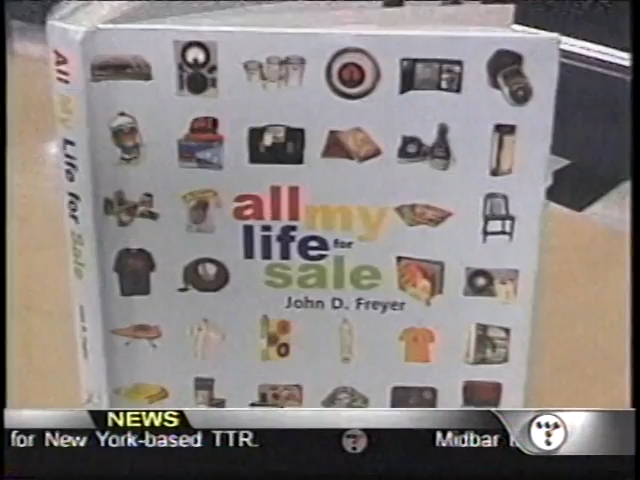 All My Life for Sale
all my
life for
sale
John D. Freyer
NEWS
for New York-based TTR.
Midbar